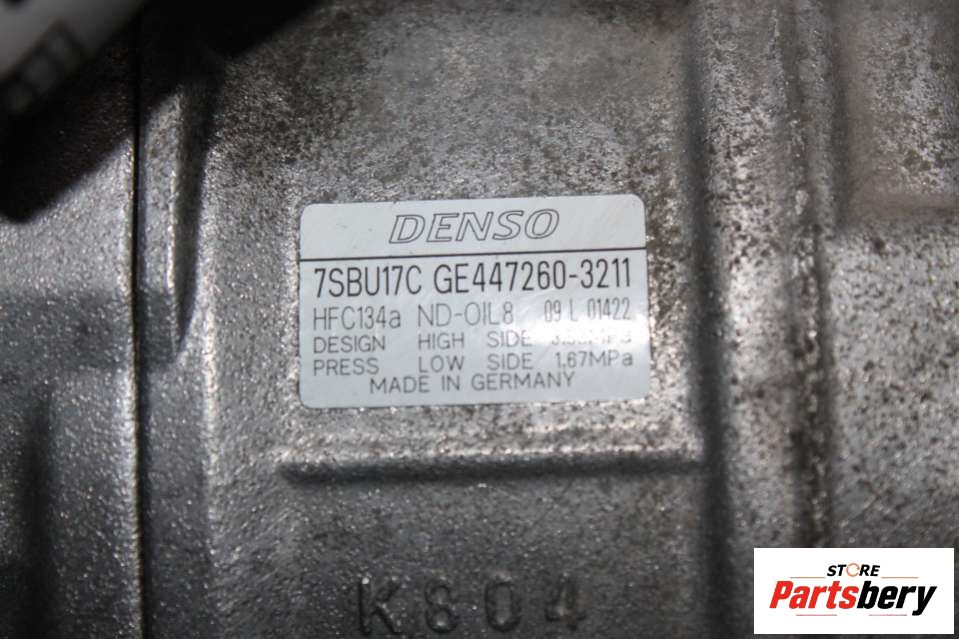 DENSO
7SBU17C GE447260-3211
HFC134a ND-OIL8 09 L 01422
DESIGN HIGH SIDE
PRESS LOW SIDE 1.67MPa
MADE IN GERMANY
K804
STORE
Partsbery